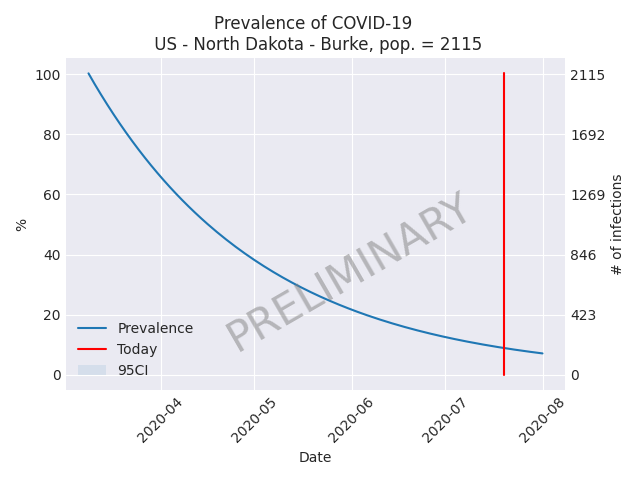 Prevalence of COVID-19
US - North Dakota - Burke, pop. = 2115
100
80
60
40
20
0
%
2115
1692
1269
846
423
0
# of infections
PRELIMINARY
Prevalence
Today
95CI
2020-04
2020-05
2020-06
2020-07
2020-08
Date